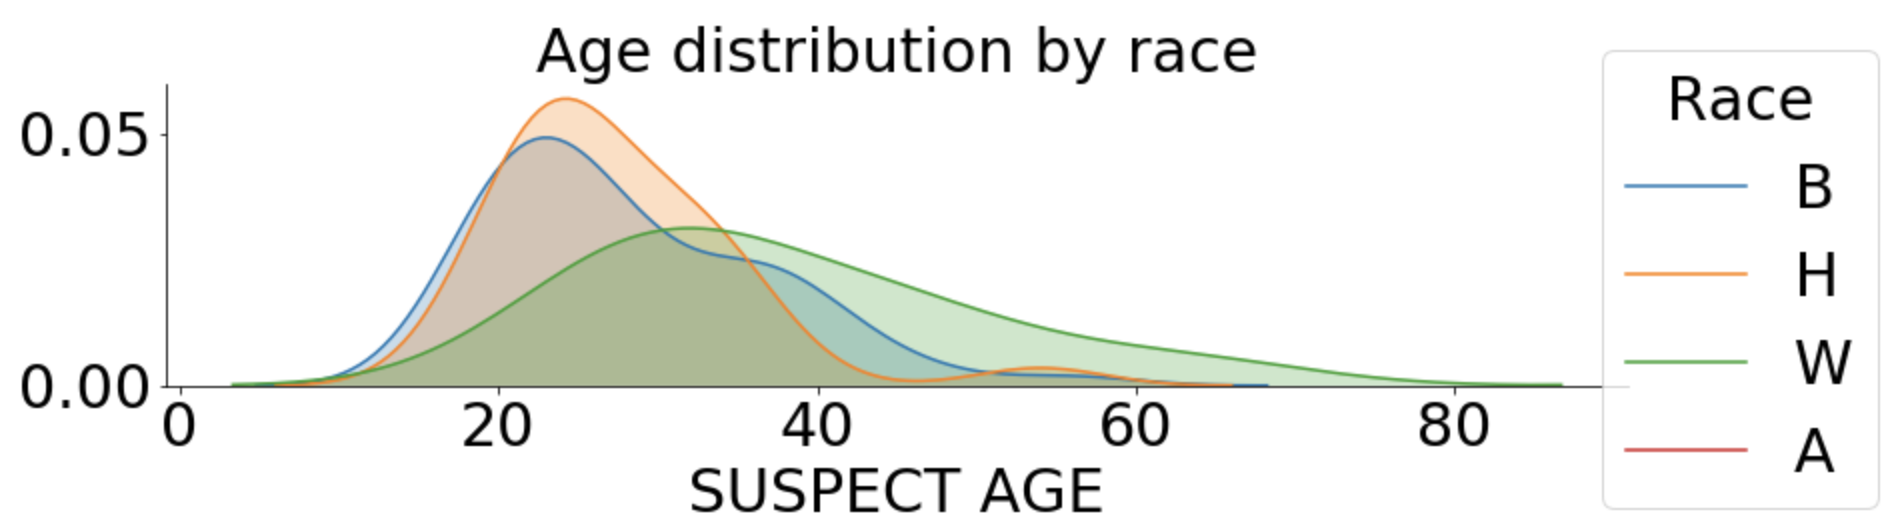 Age distribution by race
0.05
0.00
0 20 40 60 80
SUSPECT AGE
Race
B
H
W
A